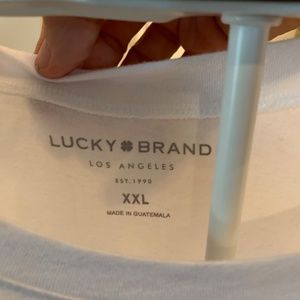 LUCKY BRAND
LOS ANGELES
EST. 1990
XXL
MADE IN GUATEMALA